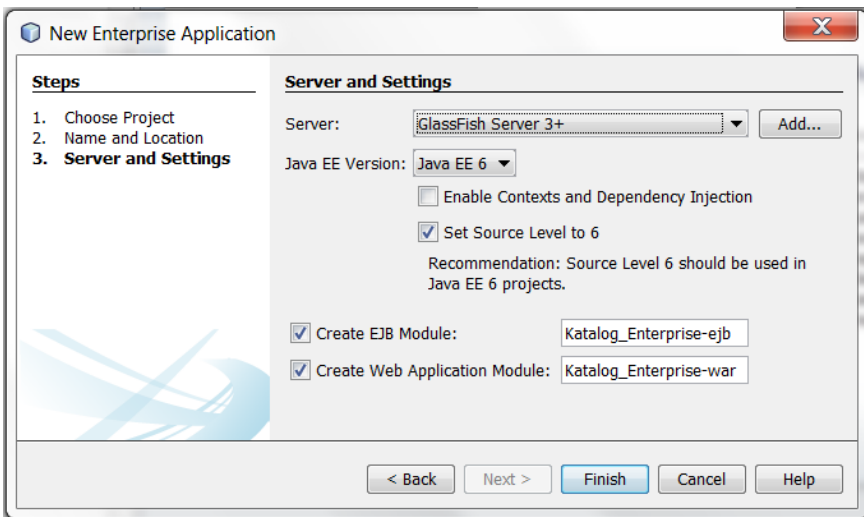 New Enterprise Application
Steps
1. Choose Project
2. Name and Location
3. Server and Settings
Server and Settings
Server: GlassFish Server 3+ Add...
Java EE Version: Java EE 6
Enable Contexts and Dependency Injection
Set Source Level to 6
Recommendation: Source Level 6 should be used in
Java EE 6 projects.
Create EJB Module: Katalog_Enterprise-ejb
Create Web Application Module: Katalog_Enterprise-war
< Back Next > Finish Cancel Help